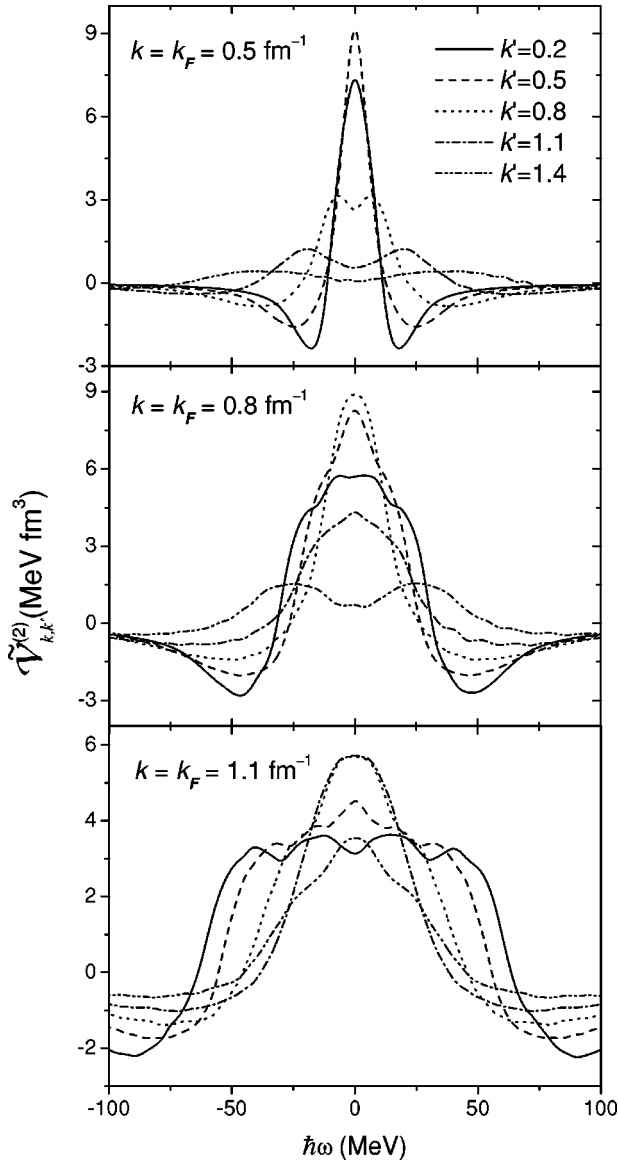 k = k_F = 0.5 fm⁻¹
k'=0.2
k'=0.5
k'=0.8
k'=1.1
k'=1.4
9
6
3
0
-3
k = k_F = 0.8 fm⁻¹
9
6
3
0
-3
Ṽ^(2)_k,k' (MeV fm³)
k = k_F = 1.1 fm⁻¹
6
4
2
0
-2
-100
-50
0
50
100
ħω (MeV)